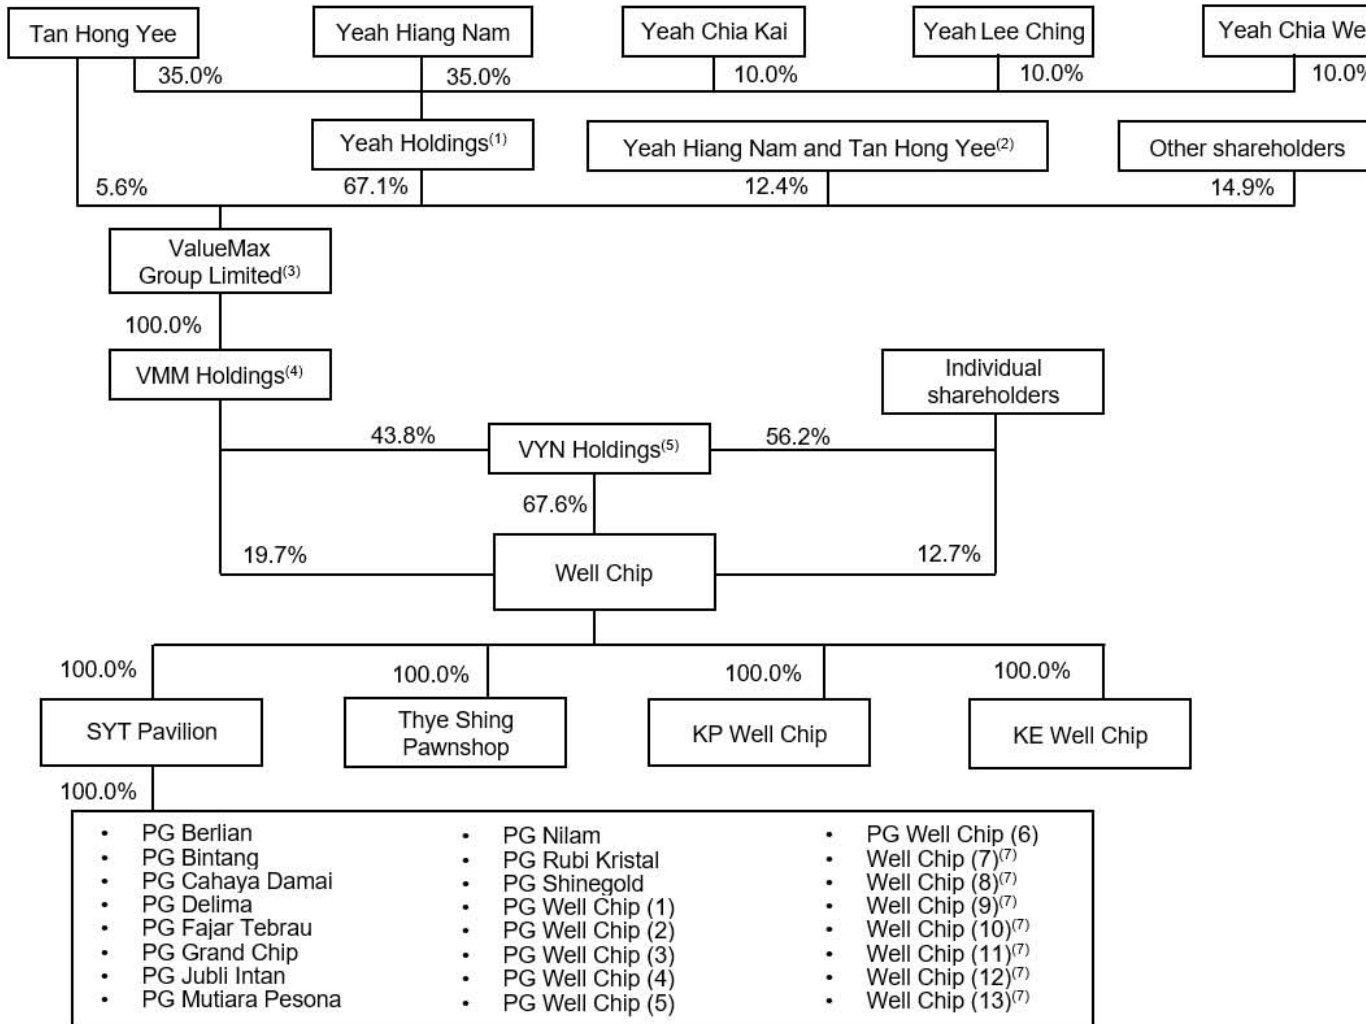 Tan Hong Yee
Yeah Hiang Nam
Yeah Chia Kai
Yeah Lee Ching
Yeah Chia We
35.0%
35.0%
10.0%
10.0%
10.0%
Yeah Holdings(1)
Yeah Hiang Nam and Tan Hong Yee(2)
Other shareholders
5.6%
67.1%
12.4%
14.9%
ValueMax
Group Limited(3)
100.0%
VMM Holdings(4)
Individual
shareholders
43.8%
VYN Holdings(5)
56.2%
67.6%
19.7%
Well Chip
12.7%
100.0%
100.0%
100.0%
100.0%
SYT Pavilion
Thye Shing
Pawnshop
KP Well Chip
KE Well Chip
100.0%
• PG Berlian
• PG Bintang
• PG Cahaya Damai
• PG Delima
• PG Fajar Tebrau
• PG Grand Chip
• PG Jubli Intan
• PG Mutiara Pesona
• PG Nilam
• PG Rubi Kristal
• PG Shinegold
• PG Well Chip (1)
• PG Well Chip (2)
• PG Well Chip (3)
• PG Well Chip (4)
• PG Well Chip (5)
• PG Well Chip (6)
• Well Chip (7)(7)
• Well Chip (8)(7)
• Well Chip (9)(7)
• Well Chip (10)(7)
• Well Chip (11)(7)
• Well Chip (12)(7)
• Well Chip (13)(7)